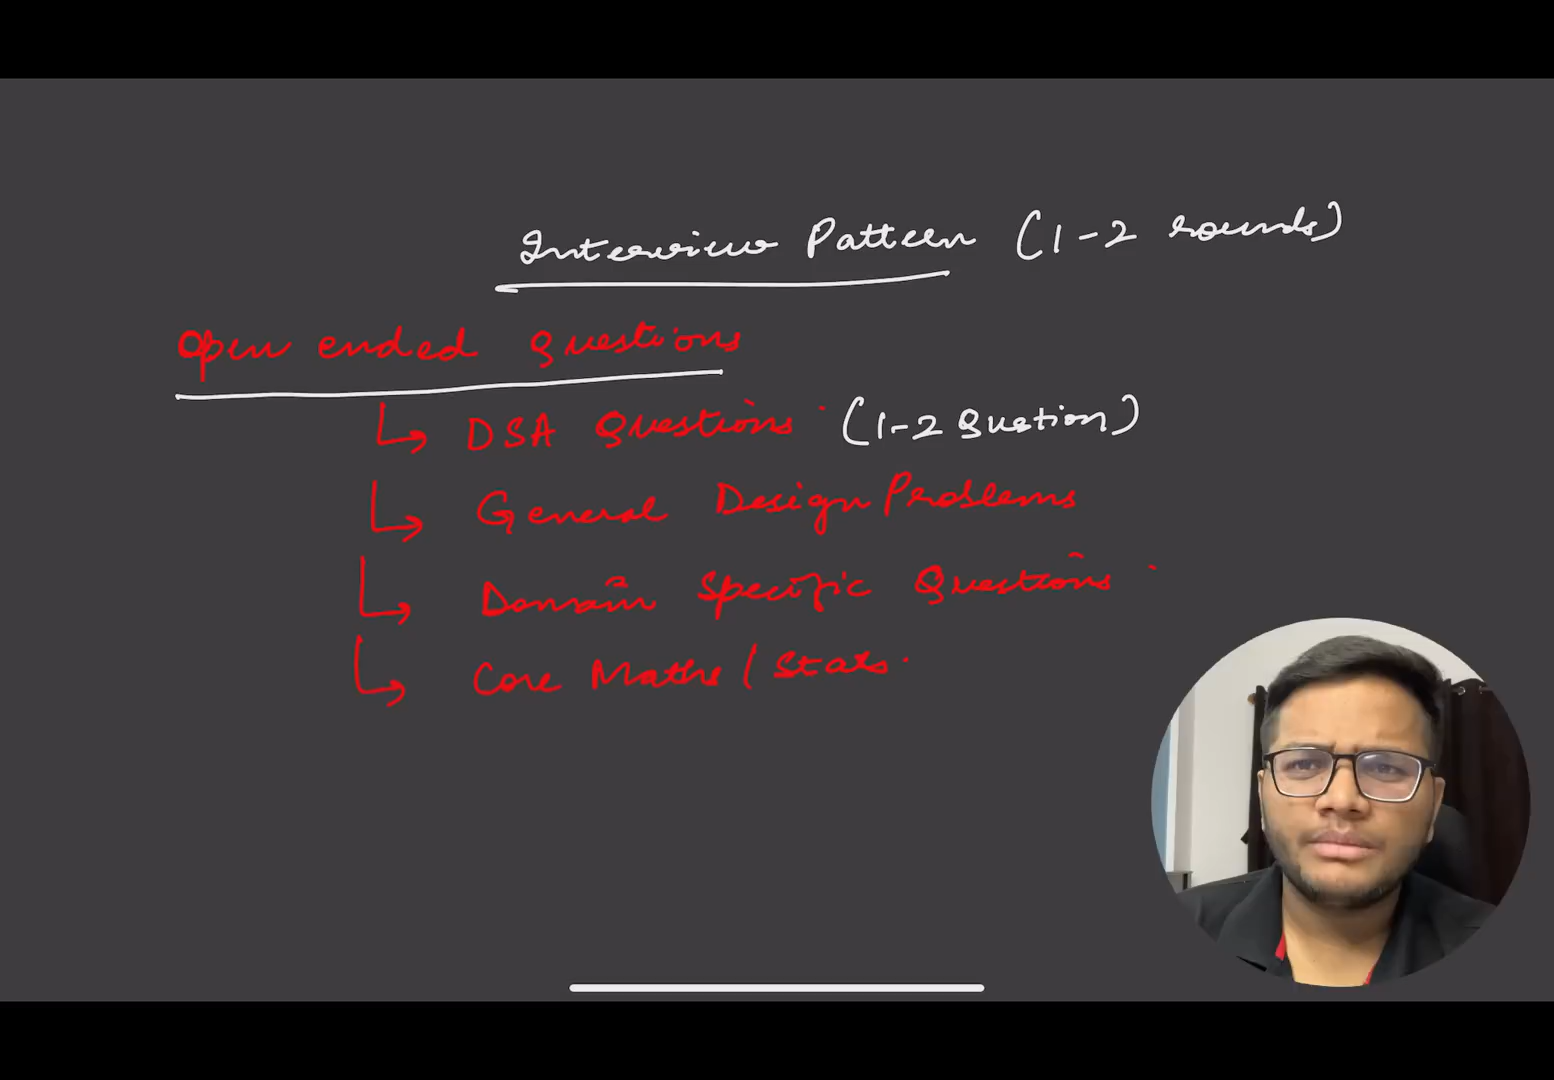 Interview Pattern (1-2 rounds)
Open ended Questions
DSA Questions (1-2 Question)
General Design Problems
Domain Specific Questions
Core Maths / Stats.